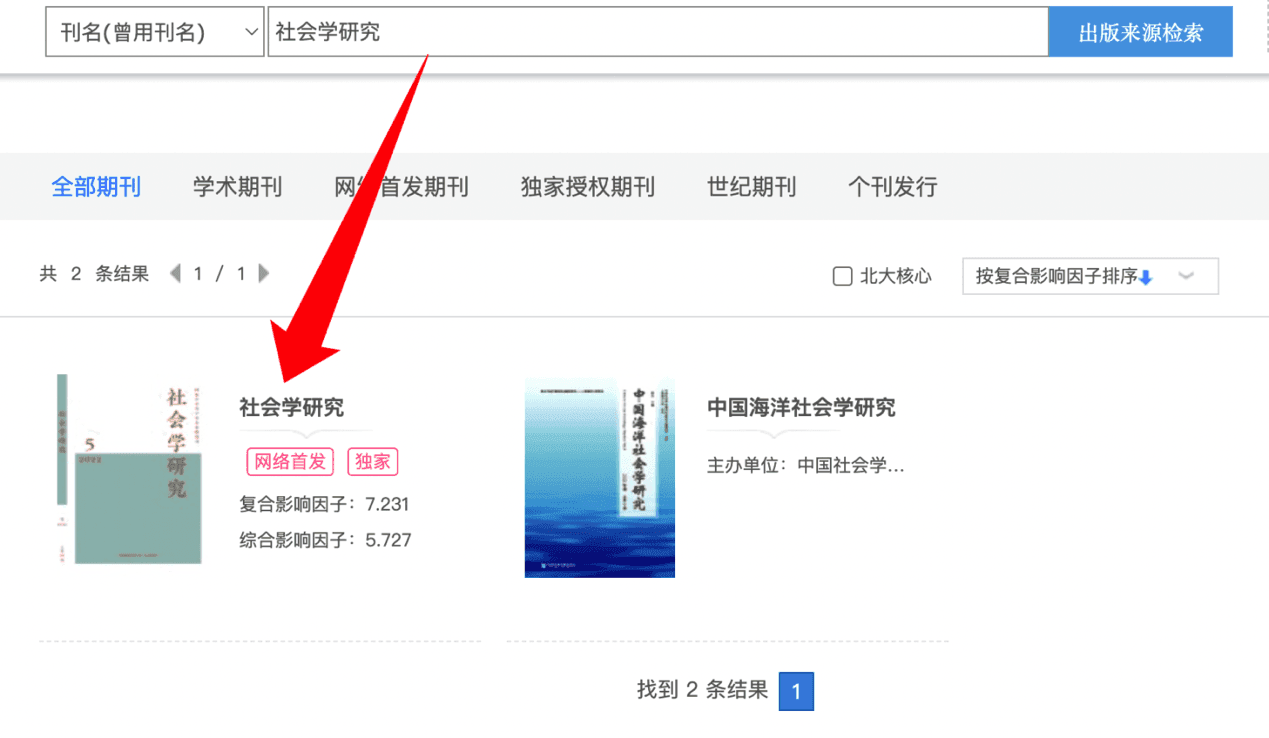 刊名(曾用刊名) 社会学研究 出版来源检索
全部期刊 学术期刊 网络首发期刊 独家授权期刊 世纪期刊 个刊发行
共 2 条结果 1 / 1 北大核心 按复合影响因子排序
社会学研究
5
2022
社会学研究
网络首发 独家
复合影响因子：7.231
综合影响因子：5.727
中国海洋社会学研究
中国海洋社会学研究
主办单位：中国社会学...
找到 2 条结果 1